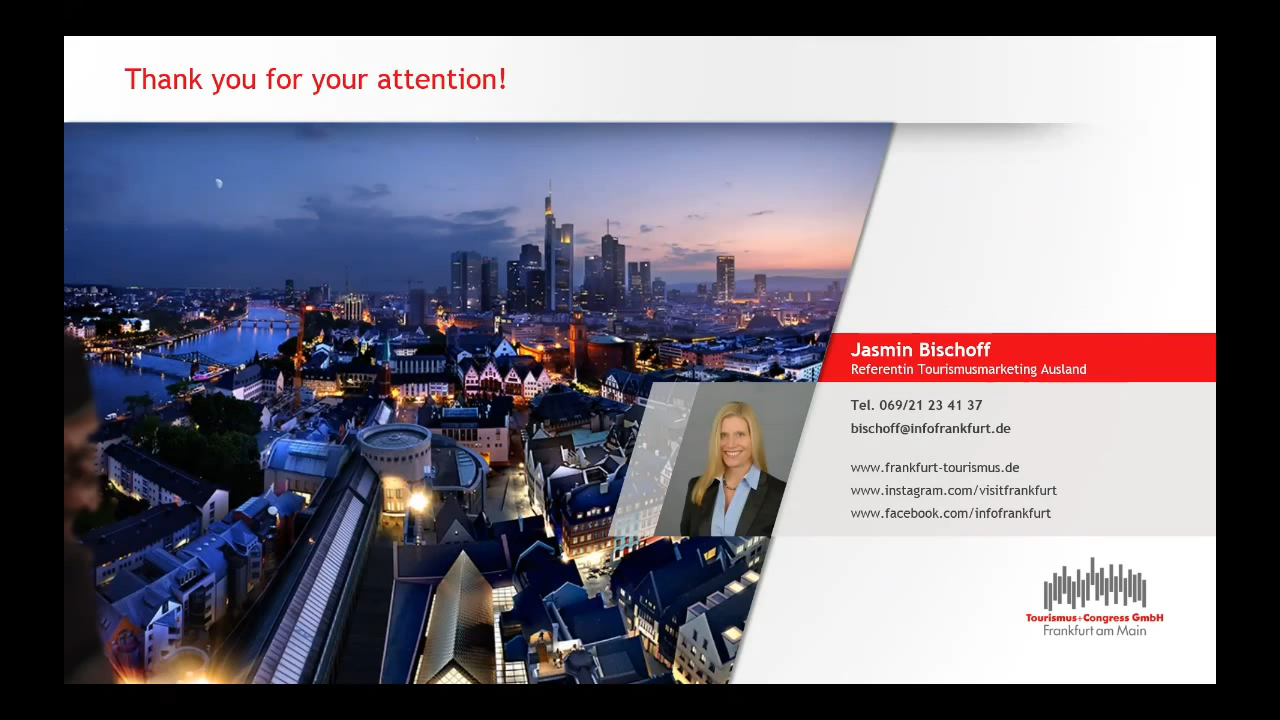 Thank you for your attention!
Jasmin Bischoff
Referentin Tourismusmarketing Ausland
Tel. 069/21 23 41 37
bischoff@infofrankfurt.de
www.frankfurt-tourismus.de
www.instagram.com/visitfrankfurt
www.facebook.com/infofrankfurt
Tourismus+Congress GmbH
Frankfurt am Main